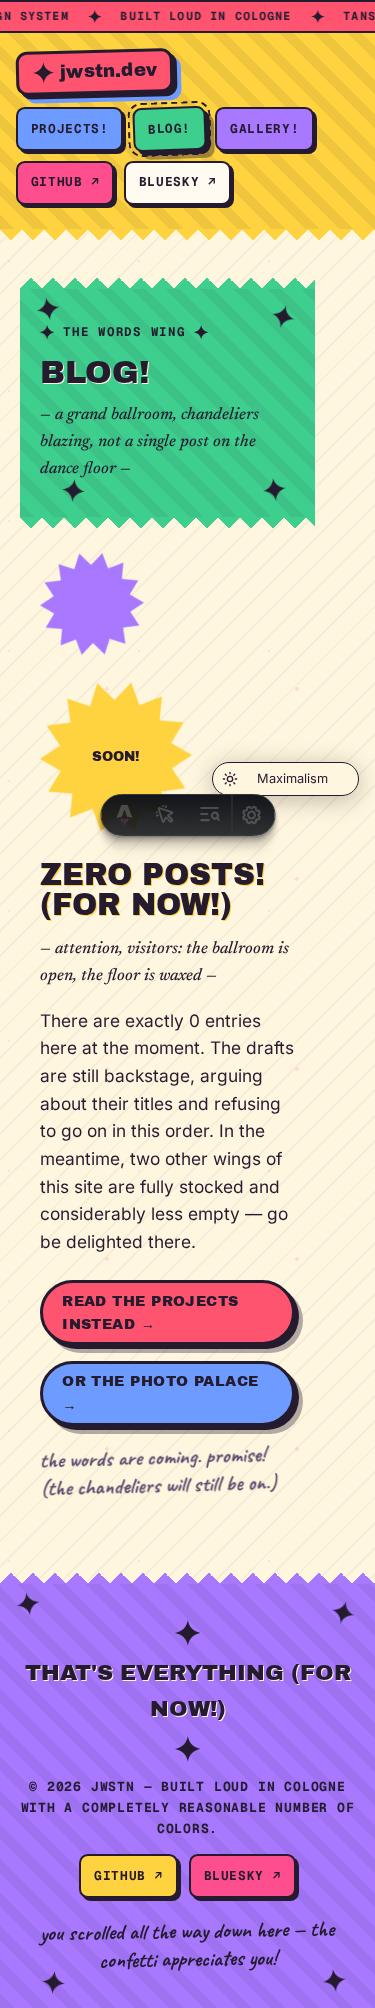 GN SYSTEM ✦ BUILT LOUD IN COLOGNE ✦ TANS
✦ jwstn.dev
PROJECTS! BLOG! GALLERY!
GITHUB ↗ BLUESKY ↗
✦ THE WORDS WING ✦
BLOG!
— a grand ballroom, chandeliers
blazing, not a single post on the
dance floor —
SOON!
Maximalism
ZERO POSTS!
(FOR NOW!)
— attention, visitors: the ballroom is
open, the floor is waxed —
There are exactly 0 entries
here at the moment. The drafts
are still backstage, arguing
about their titles and refusing
to go on in this order. In the
meantime, two other wings of
this site are fully stocked and
considerably less empty — go
be delighted there.
READ THE PROJECTS
INSTEAD →
OR THE PHOTO PALACE
→
the words are coming. promise!
(the chandeliers will still be on.)
THAT'S EVERYTHING (FOR
NOW!)
© 2026 JWSTN — BUILT LOUD IN COLOGNE
WITH A COMPLETELY REASONABLE NUMBER OF
COLORS.
GITHUB ↗ BLUESKY ↗
you scrolled all the way down here — the
confetti appreciates you!